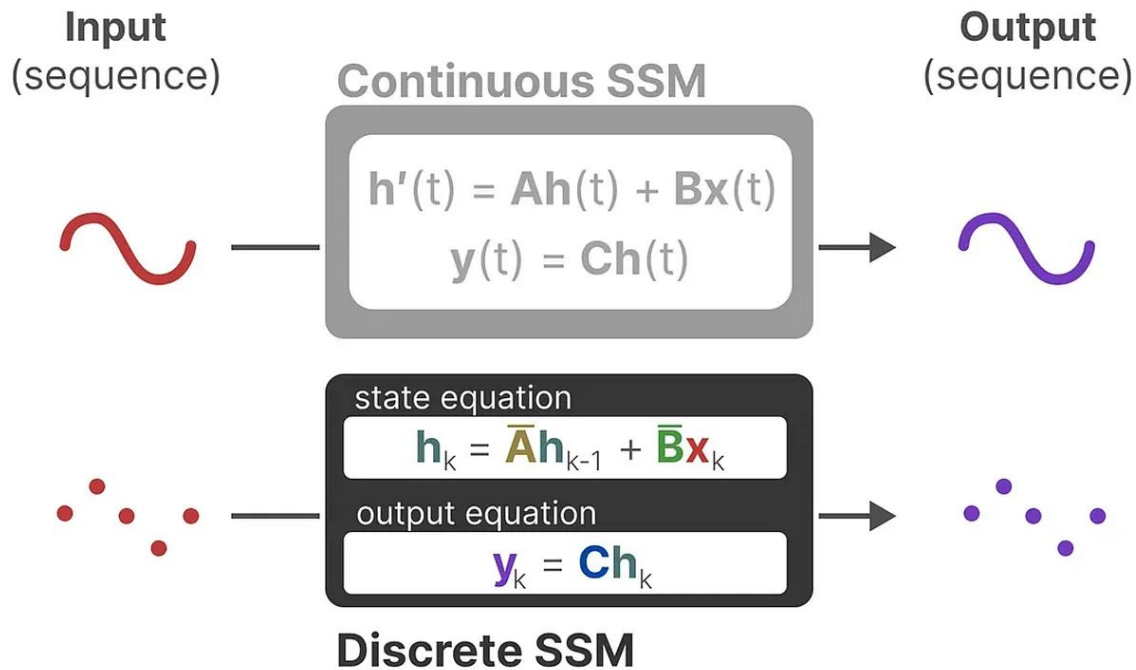 Input
(sequence)
Output
(sequence)
Continuous SSM
h'(t) = Ah(t) + Bx(t)
y(t) = Ch(t)
state equation
hₖ = A̅hₖ₋₁ + B̅xₖ
output equation
yₖ = Chₖ
Discrete SSM